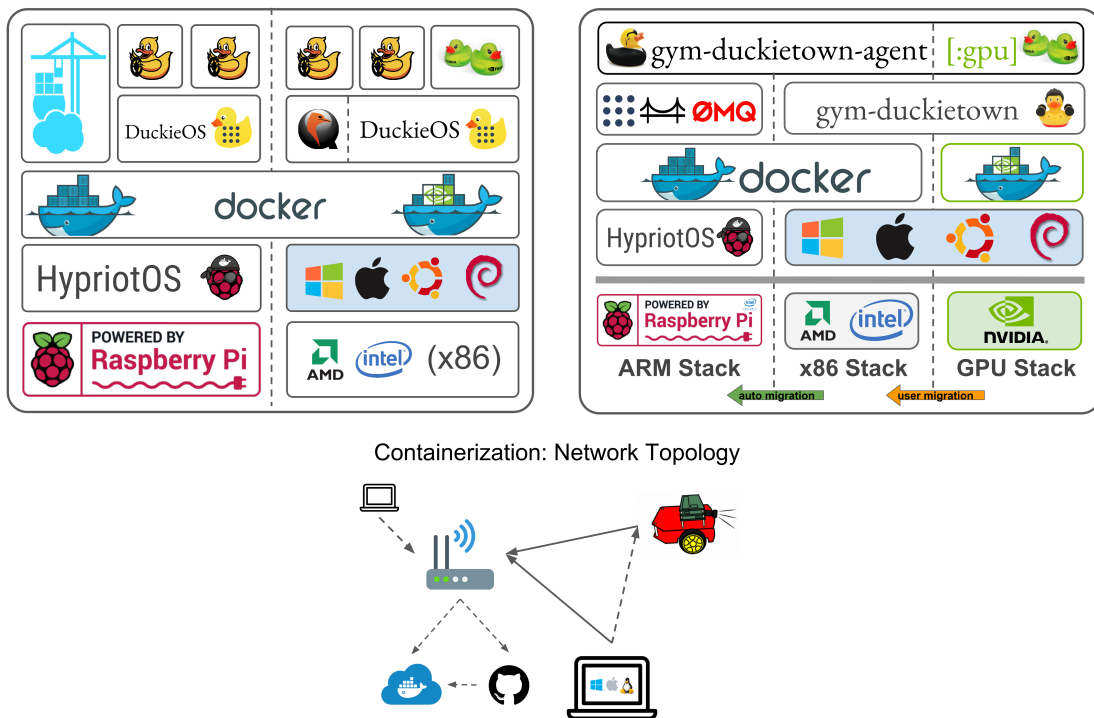 DuckieOS
DuckieOS
docker
HypriotOS
POWERED BY
Raspberry Pi
AMD
intel
(x86)
gym-duckietown-agent
[:gpu]
ØMQ
gym-duckietown
docker
HypriotOS
POWERED BY
Raspberry Pi
AMD
intel
NVIDIA.
ARM Stack
x86 Stack
GPU Stack
auto migration
user migration
Containerization: Network Topology